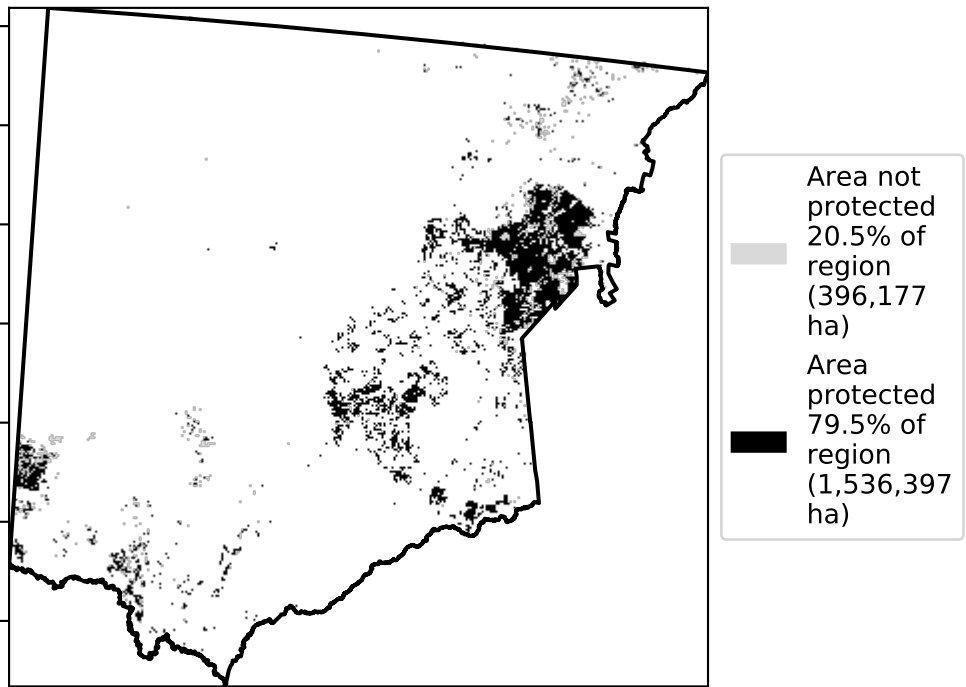 Area not
protected
20.5% of
region
(396,177
ha)
Area
protected
79.5% of
region
(1,536,397
ha)